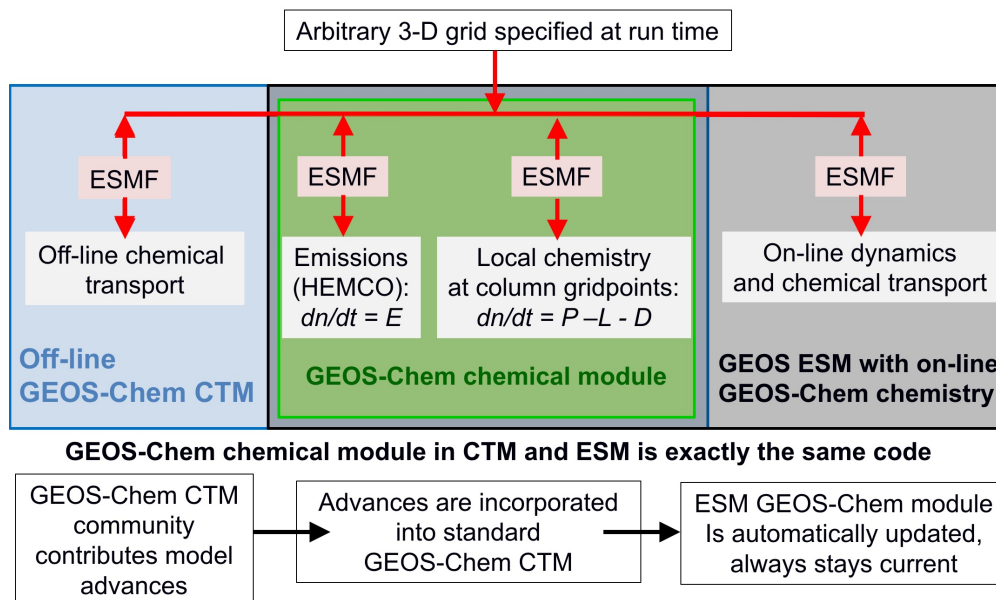 Arbitrary 3-D grid specified at run time
ESMF
ESMF
ESMF
ESMF
Off-line chemical
transport
Emissions
(HEMCO):
dn/dt = E
Local chemistry
at column gridpoints:
dn/dt = P –L - D
On-line dynamics
and chemical transport
Off-line
GEOS-Chem CTM
GEOS-Chem chemical module
GEOS ESM with on-line
GEOS-Chem chemistry
GEOS-Chem chemical module in CTM and ESM is exactly the same code
GEOS-Chem CTM
community
contributes model
advances
Advances are incorporated
into standard
GEOS-Chem CTM
ESM GEOS-Chem module
Is automatically updated,
always stays current